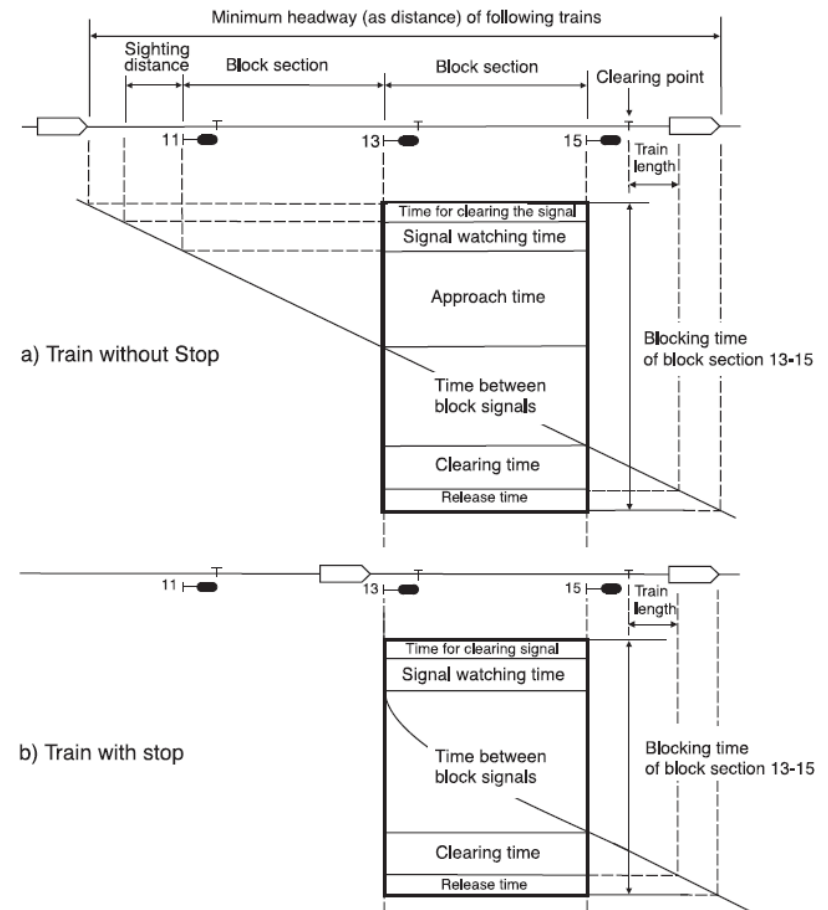 Minimum headway (as distance) of following trains
Sighting
distance
Block section
Block section
Clearing point
11
13
15
Train
length
Time for clearing the signal
Signal watching time
Approach time
Blocking time
of block section 13-15
a) Train without Stop
Time between
block signals
Clearing time
Release time
11
13
15
Train
length
Time for clearing signal
Signal watching time
b) Train with stop
Time between
block signals
Blocking time
of block section 13-15
Clearing time
Release time